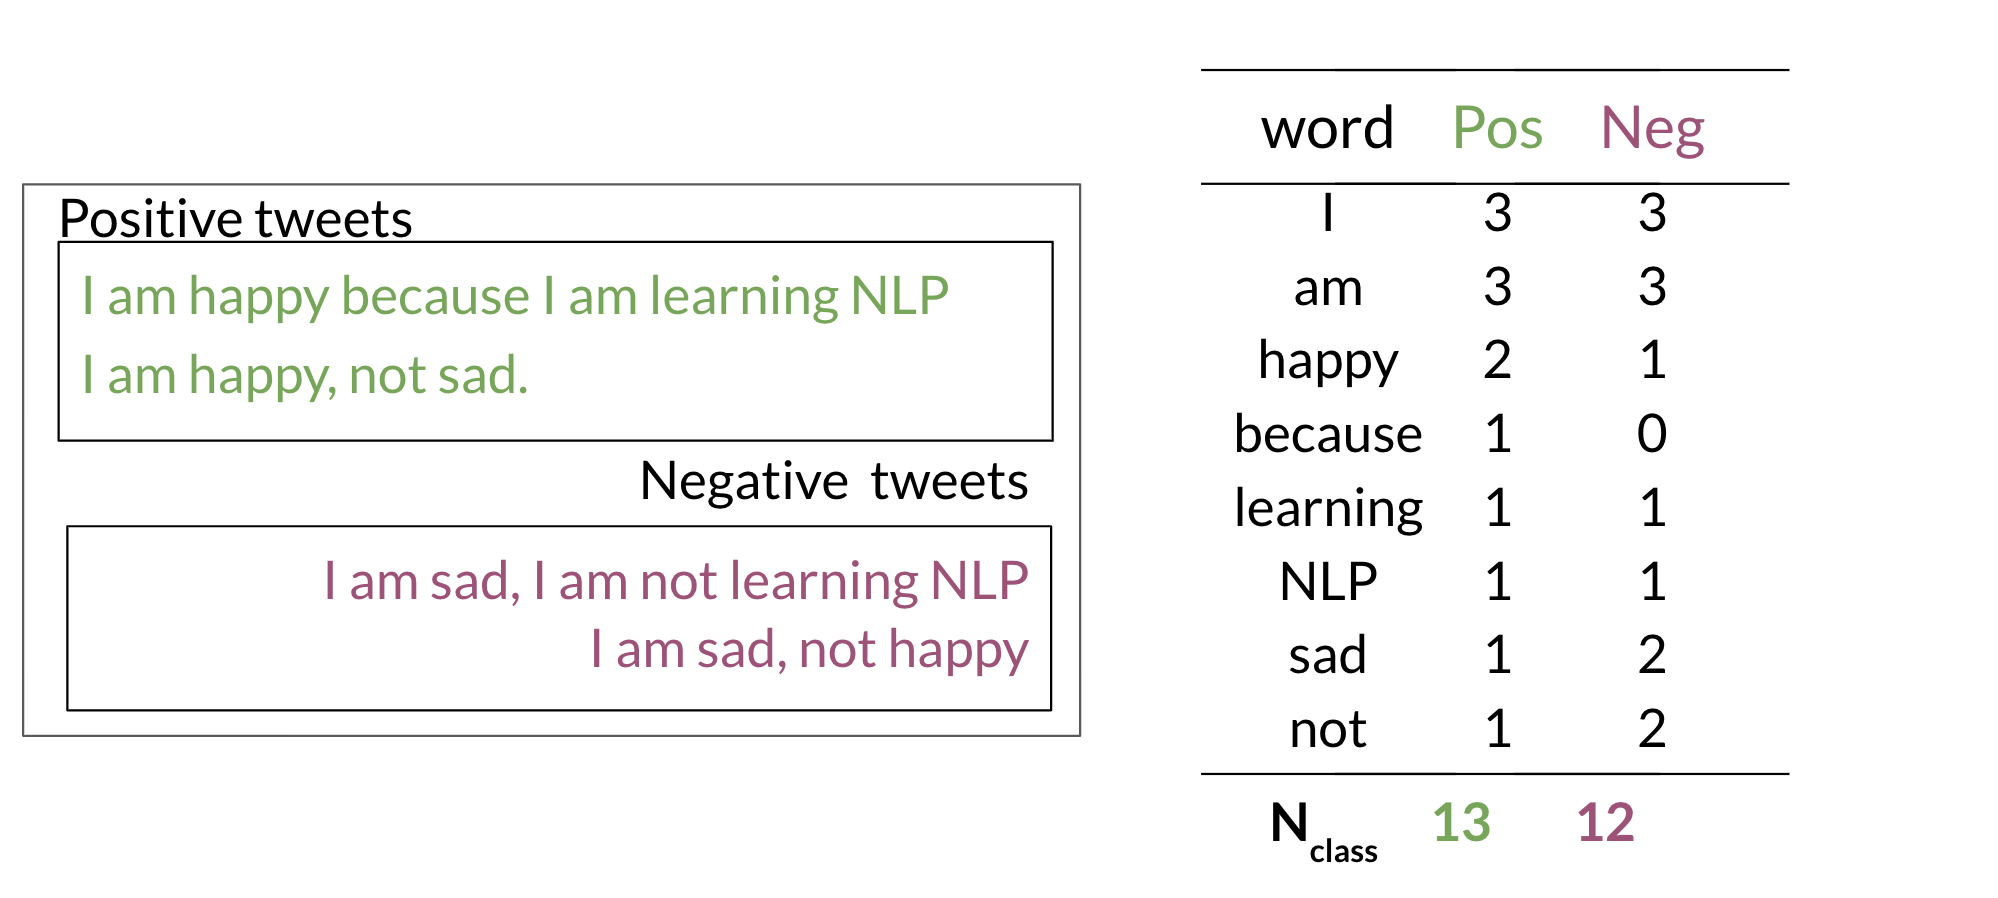 Positive tweets
I am happy because I am learning NLP
I am happy, not sad.
Negative tweets
I am sad, I am not learning NLP
I am sad, not happy
word Pos Neg
I 3 3
am 3 3
happy 2 1
because 1 0
learning 1 1
NLP 1 1
sad 1 2
not 1 2
Nclass 13 12